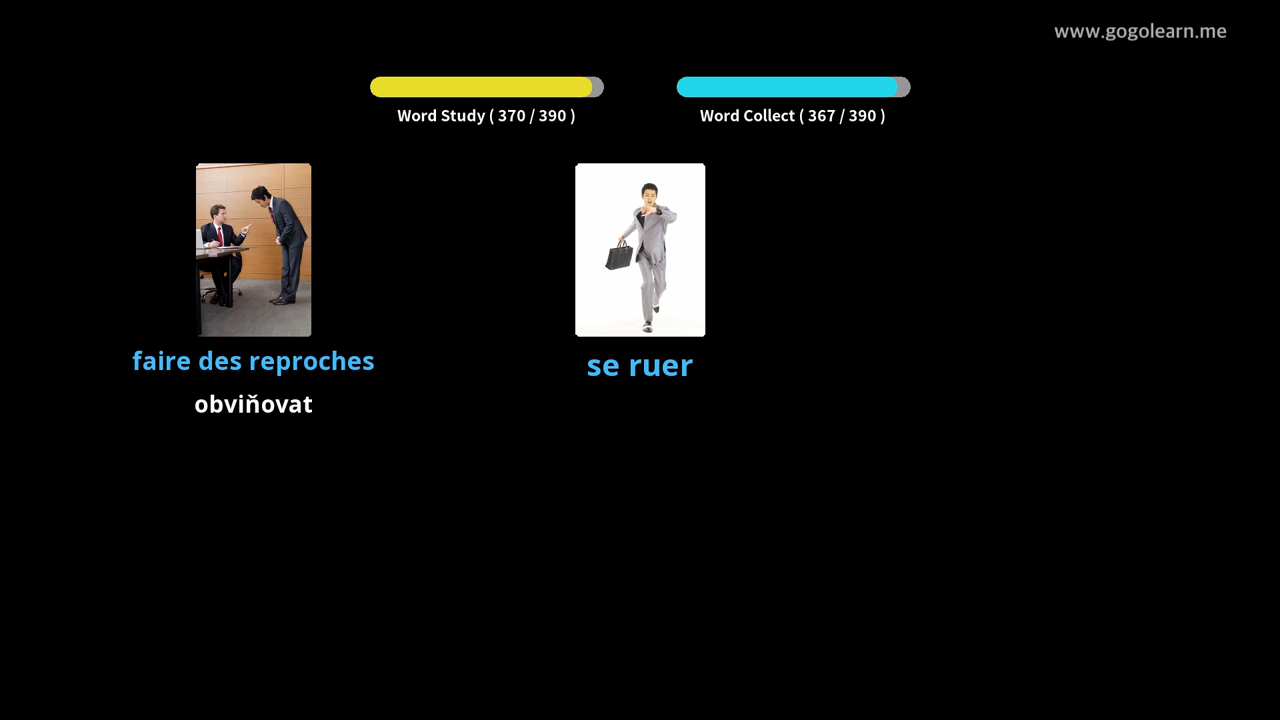 www.gogolearn.me
Word Study ( 370 / 390 )
Word Collect ( 367 / 390 )
faire des reproches
obviňovat
se ruer